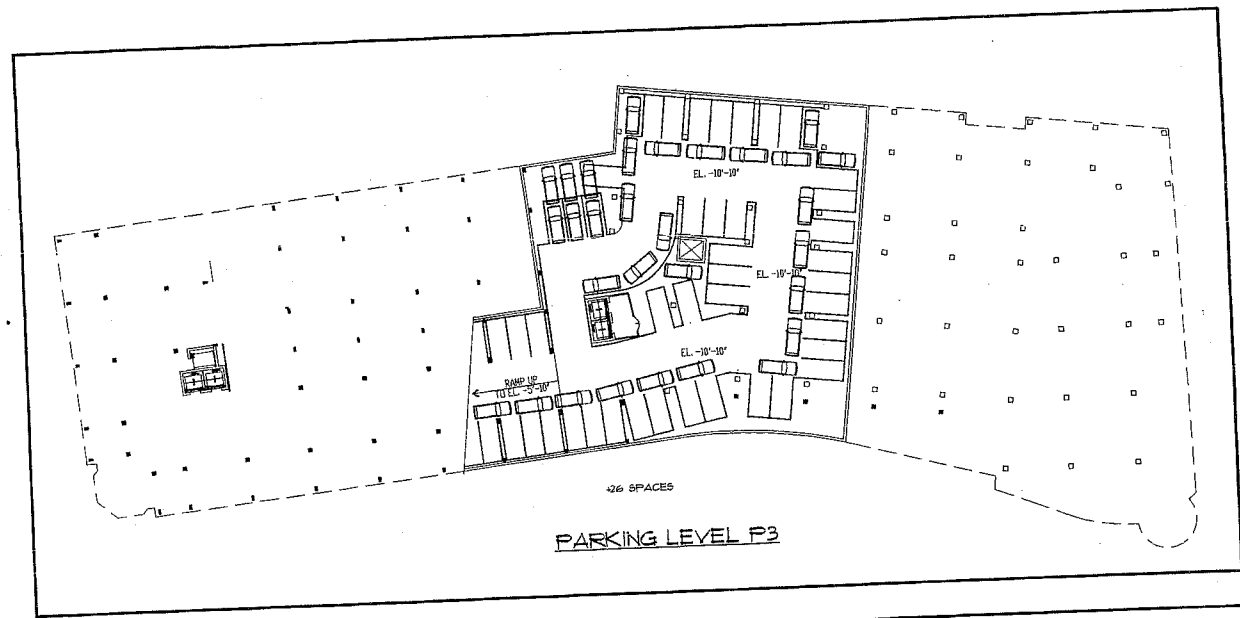 EL. -10'-10"
EL. -10'-10"
EL. -10'-10"
RAMP UP
TO EL. -5'-10"
+26 SPACES
PARKING LEVEL P3